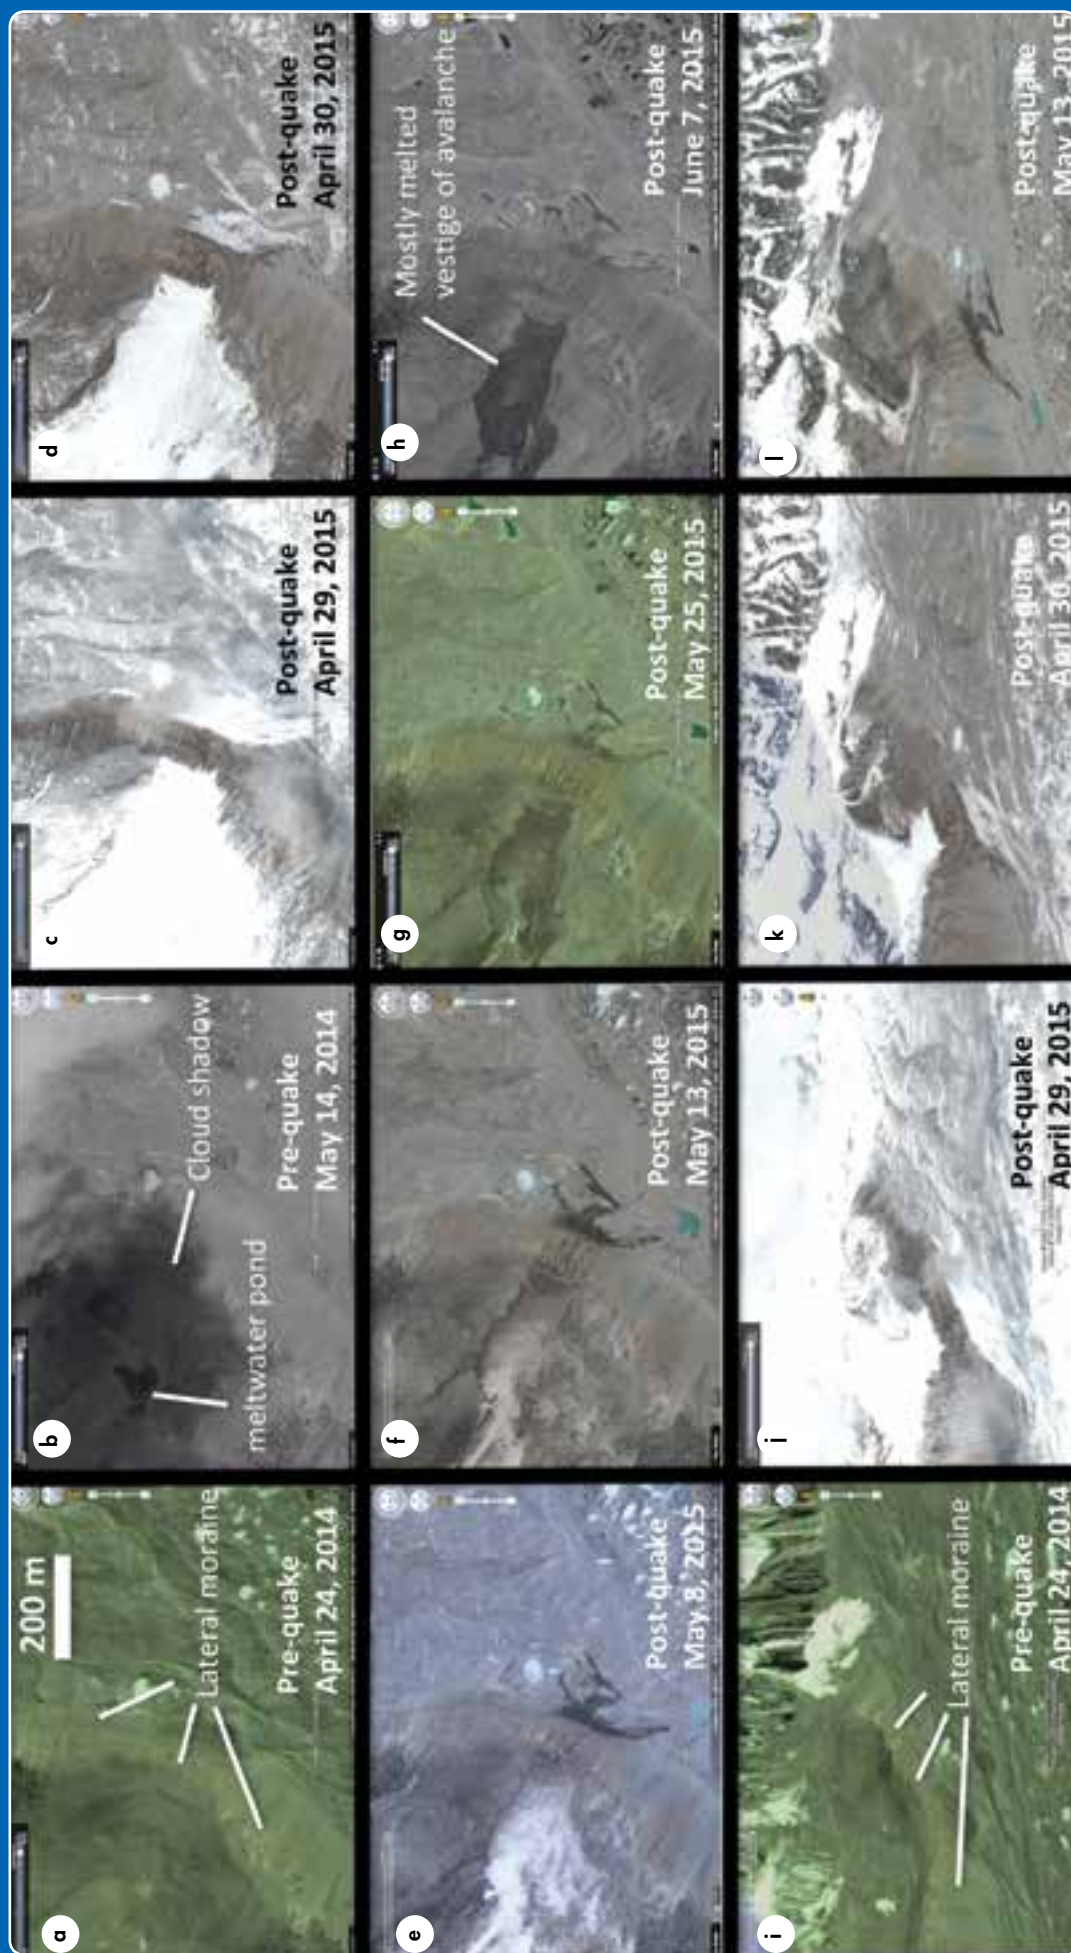 a
200 m
Lateral moraine
Pre-quake
April 24, 2014
b
meltwater pond
Cloud shadow
Pre-quake
May 14, 2014
c
Post-quake
April 29, 2015
d
Post-quake
April 30, 2015
e
Post-quake
May 8, 2015
f
Post-quake
May 13, 2015
g
Post-quake
May 25, 2015
h
Mostly melted
vestige of avalanche
Post-quake
June 7, 2015
i
Lateral moraine
Pre-quake
April 24, 2014
j
Post-quake
April 29, 2015
k
Post-quake
April 30, 2015
l
Post-quake
May 13, 2015